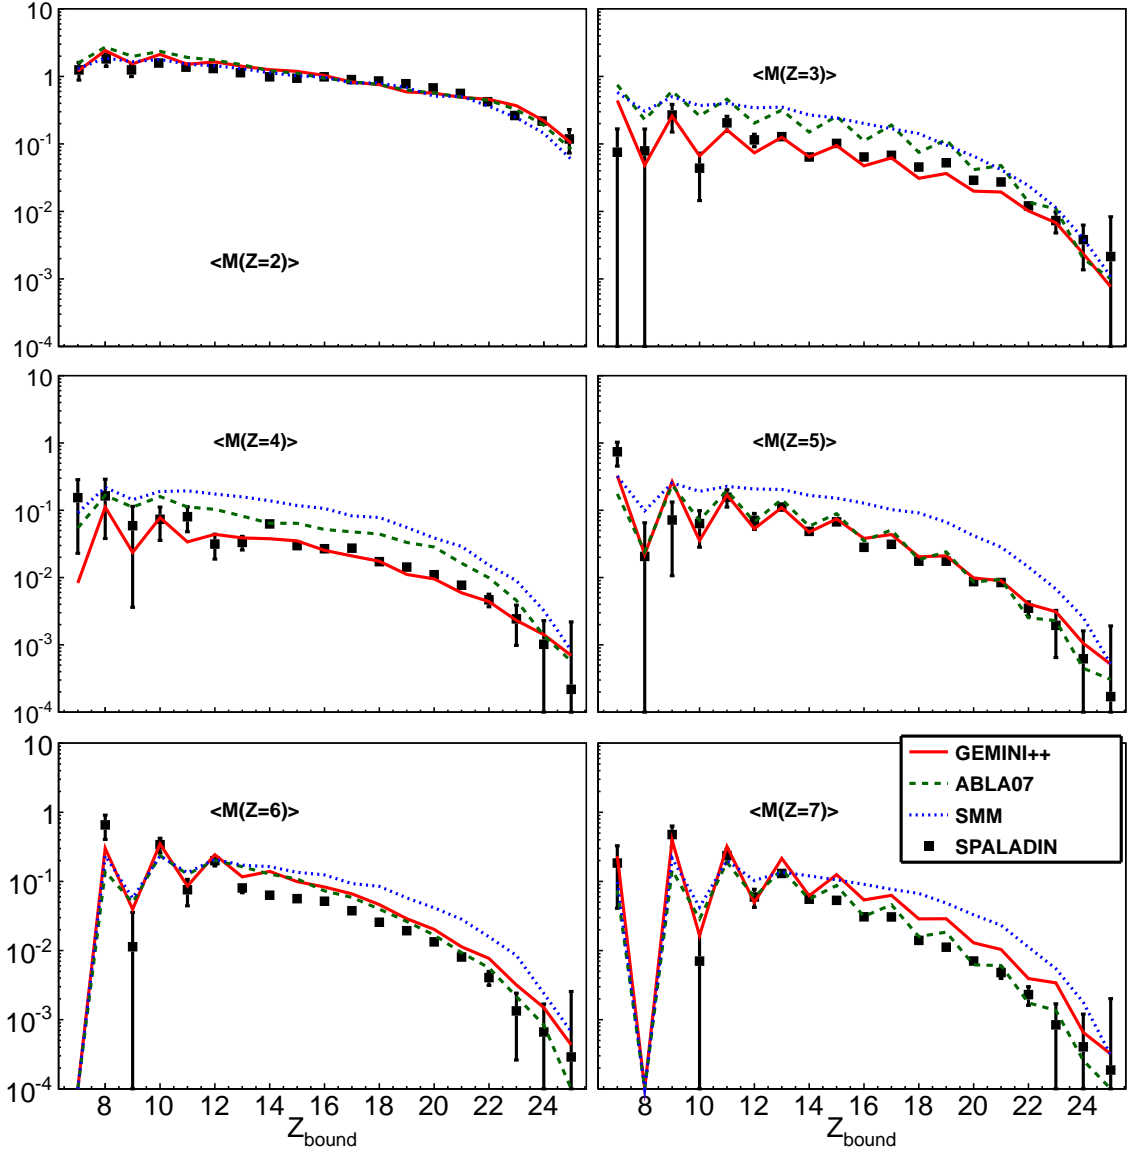 10
1
10^-1
10^-2
10^-3
10^-4
<M(Z=2)>
<M(Z=3)>
10
1
10^-1
10^-2
10^-3
10^-4
<M(Z=4)>
<M(Z=5)>
10
1
10^-1
10^-2
10^-3
10^-4
<M(Z=6)>
<M(Z=7)>
GEMINI++
ABLA07
SMM
SPALADIN
8 10 12 14 16 18 20 22 24
8 10 12 14 16 18 20 22 24
Z_bound
Z_bound